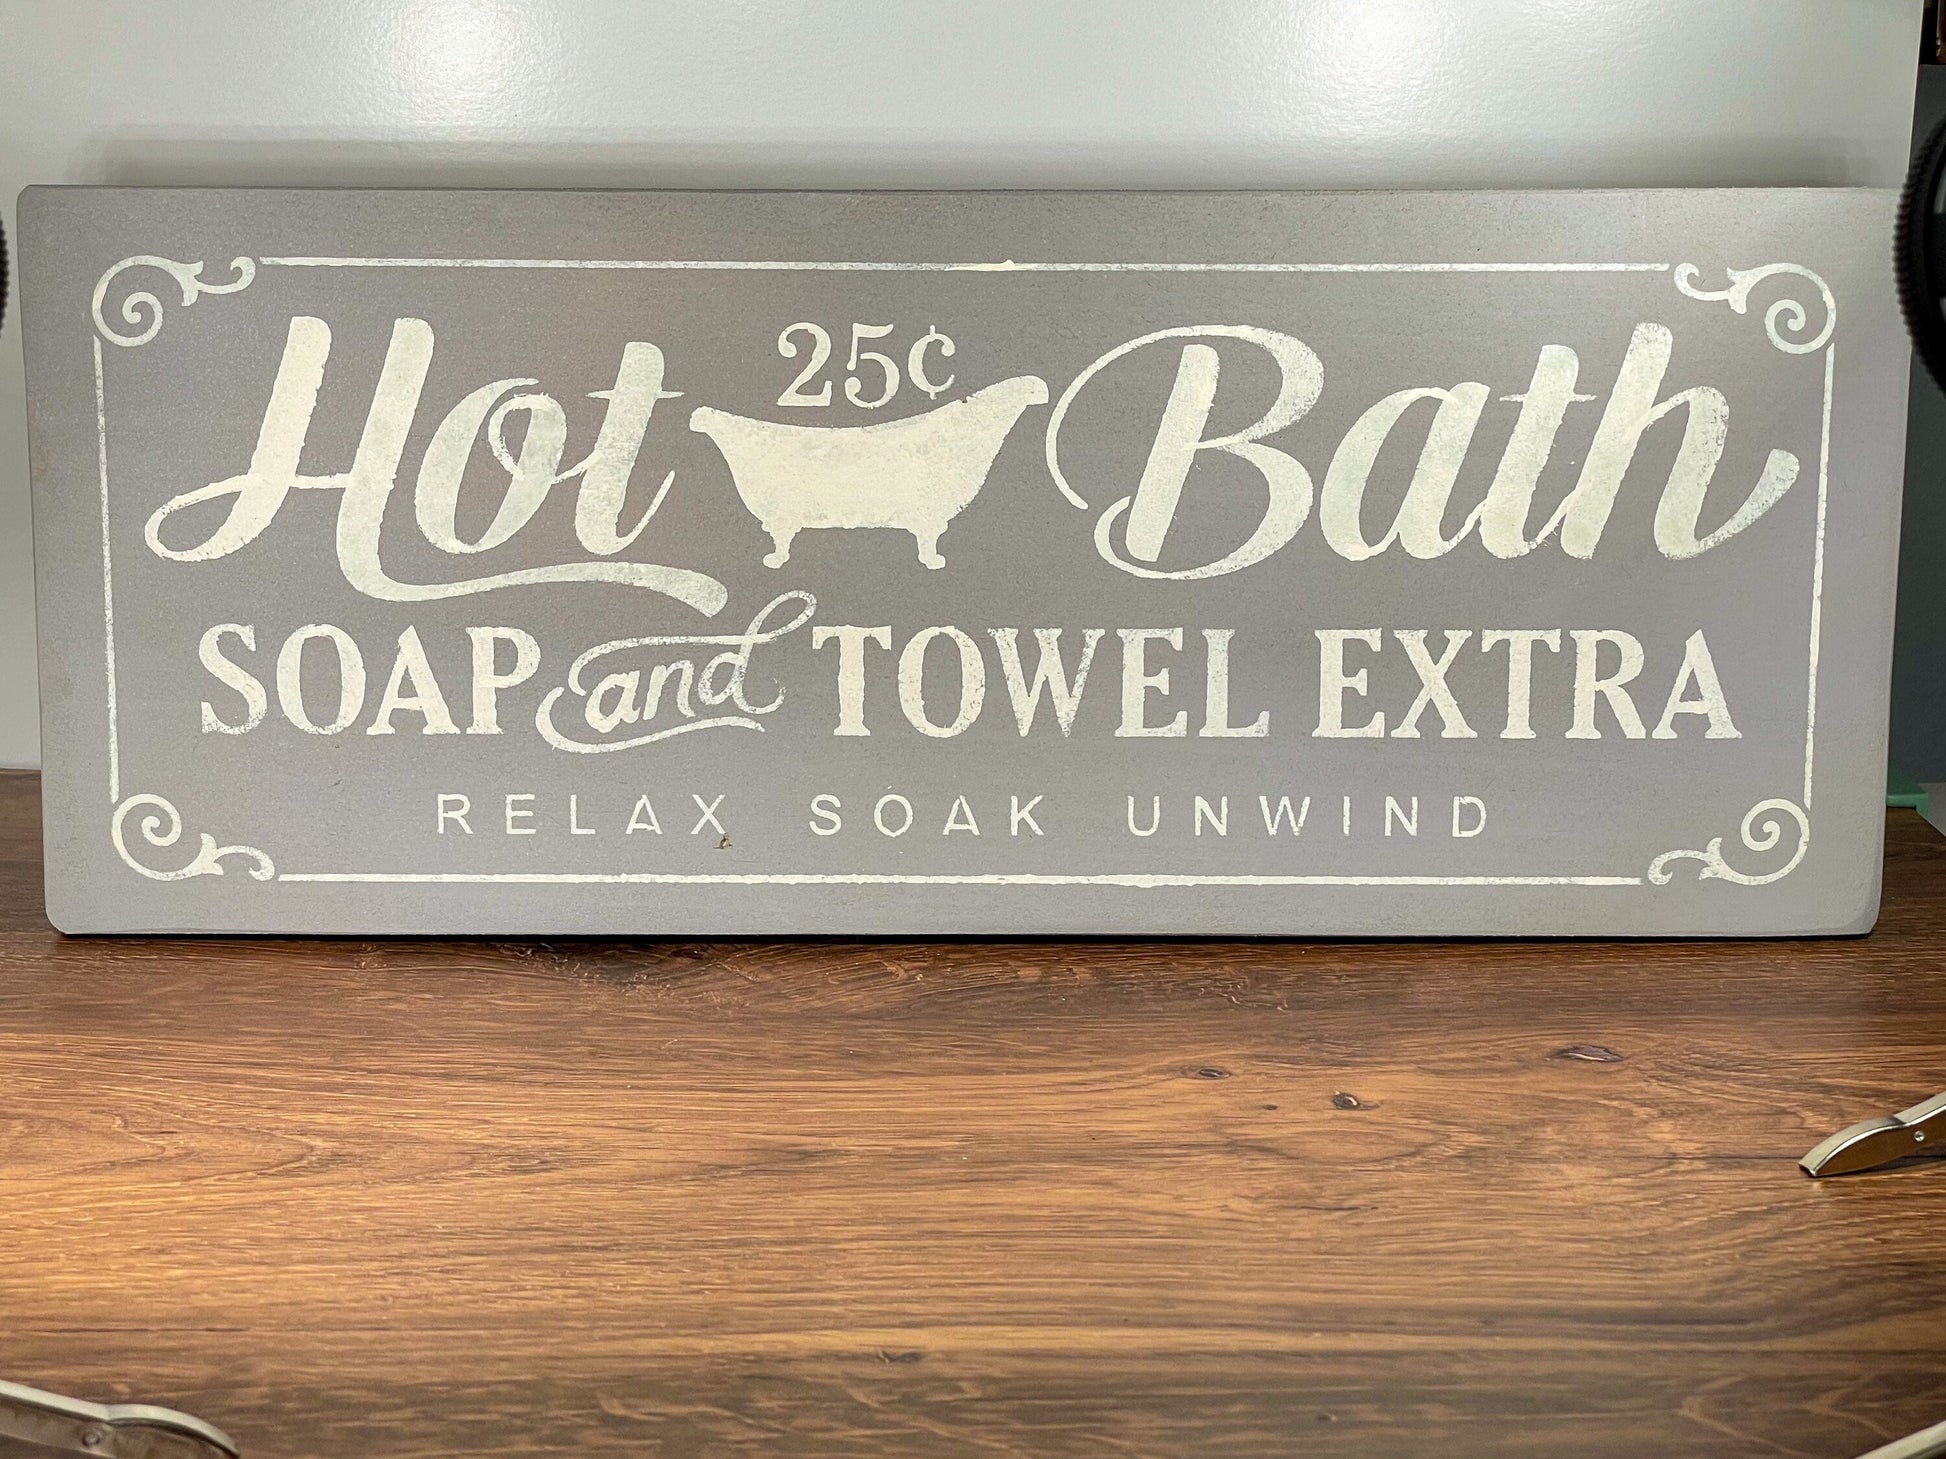 Hot 25¢ Bath
SOAP and TOWEL EXTRA
RELAX SOAK UNWIND